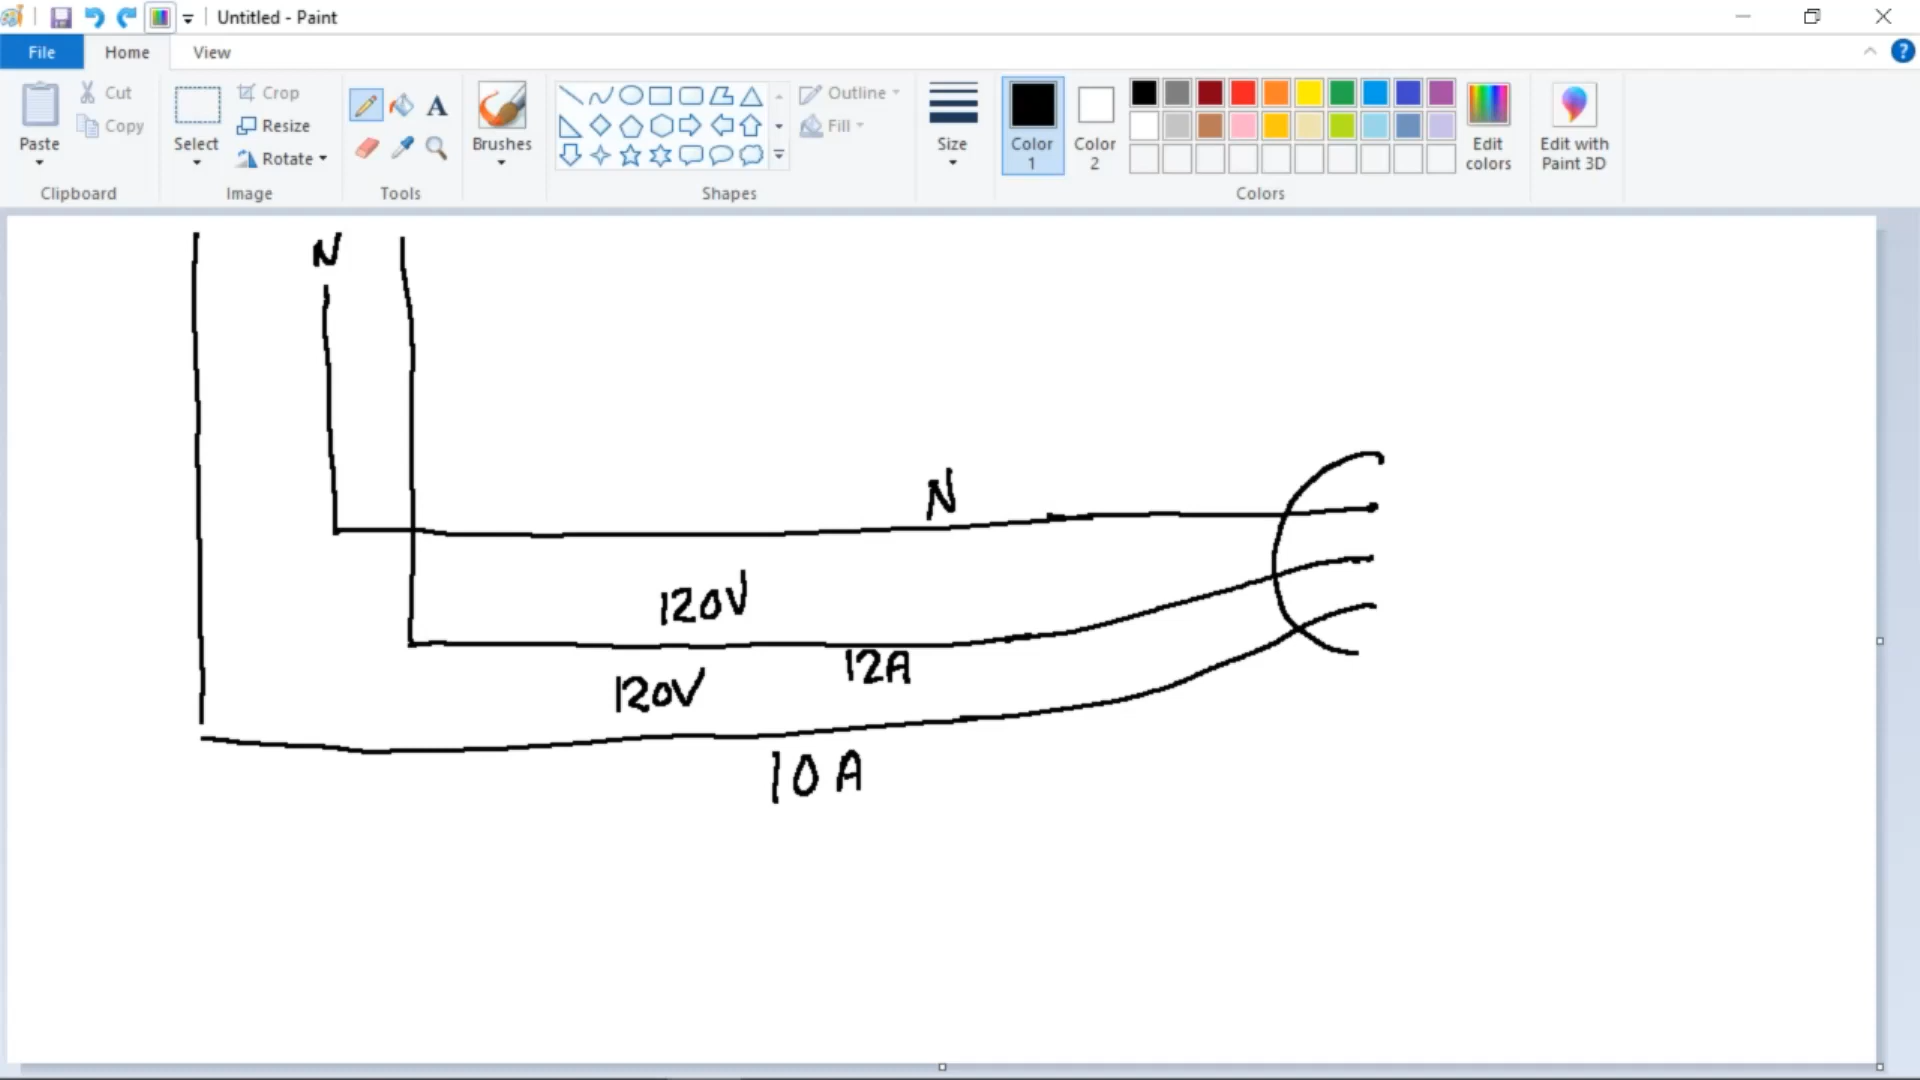 Untitled - Paint
File Home View
Paste
Cut
Copy
Clipboard
Select
Crop
Resize
Rotate
Image
A
Tools
Brushes
Shapes
Outline
Fill
Size
Color 1
Color 2
Colors
Edit colors
Edit with Paint 3D
?
N
N
120V
12A
120V
10A